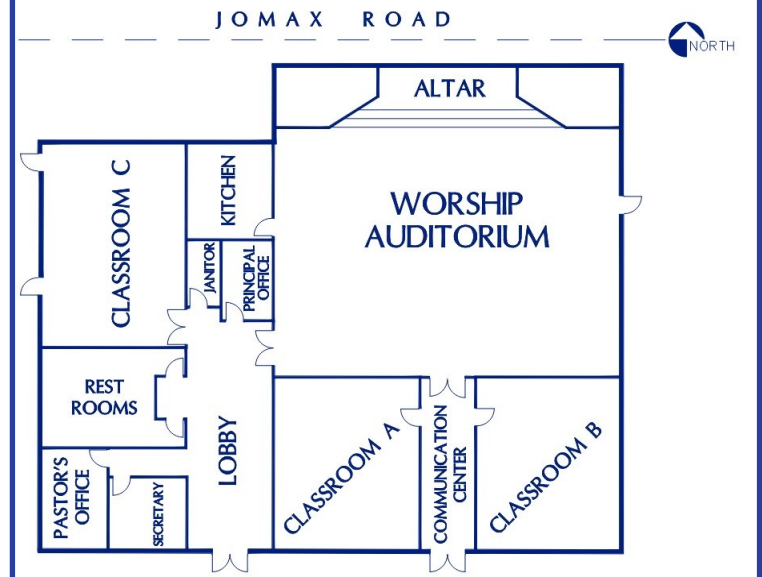 JOMAX ROAD
NORTH
ALTAR
CLASSROOM C
KITCHEN
WORSHIP
AUDITORIUM
JANITOR
PRINCIPAL
OFFICE
REST
ROOMS
LOBBY
CLASSROOM A
COMMUNICATION
CENTER
CLASSROOM B
PASTOR'S
OFFICE
SECRETARY